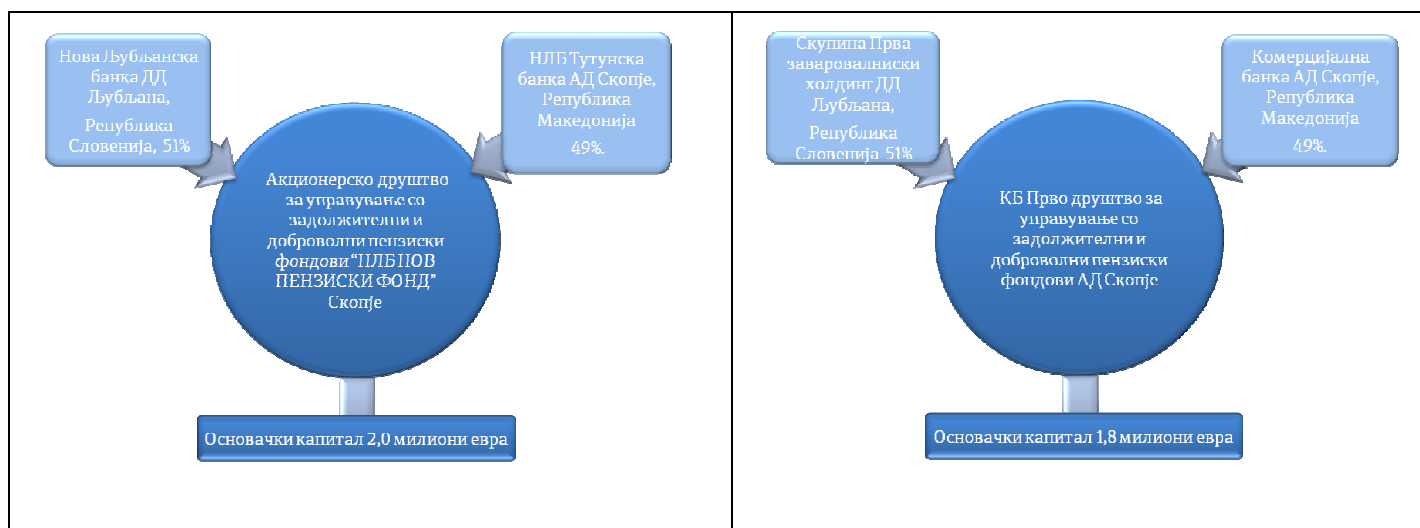 Нова Љубљанска
банка ДД
Љубљана,
Република
Словенија, 51%
НЛБ Тутунска
банка АД Скопје,
Република
Македонија
49%.
Акционерско друштво
за управување со
задолжителни и
доброволни пензиски
фондови “НЛБ НОВ
ПЕНЗИСКИ ФОНД”
Скопје
Основачки капитал 2,0 милиони евра
Скупина Прва
заваровалниски
холдинг ДД
Љубљана,
Република
Словенија 51%
Комерцијална
банка АД Скопје,
Република
Македонија
49%.
КБ Прво друштво за
управување со
задолжителни и
доброволни пензиски
фондови АД Скопје
Основачки капитал 1,8 милиони евра